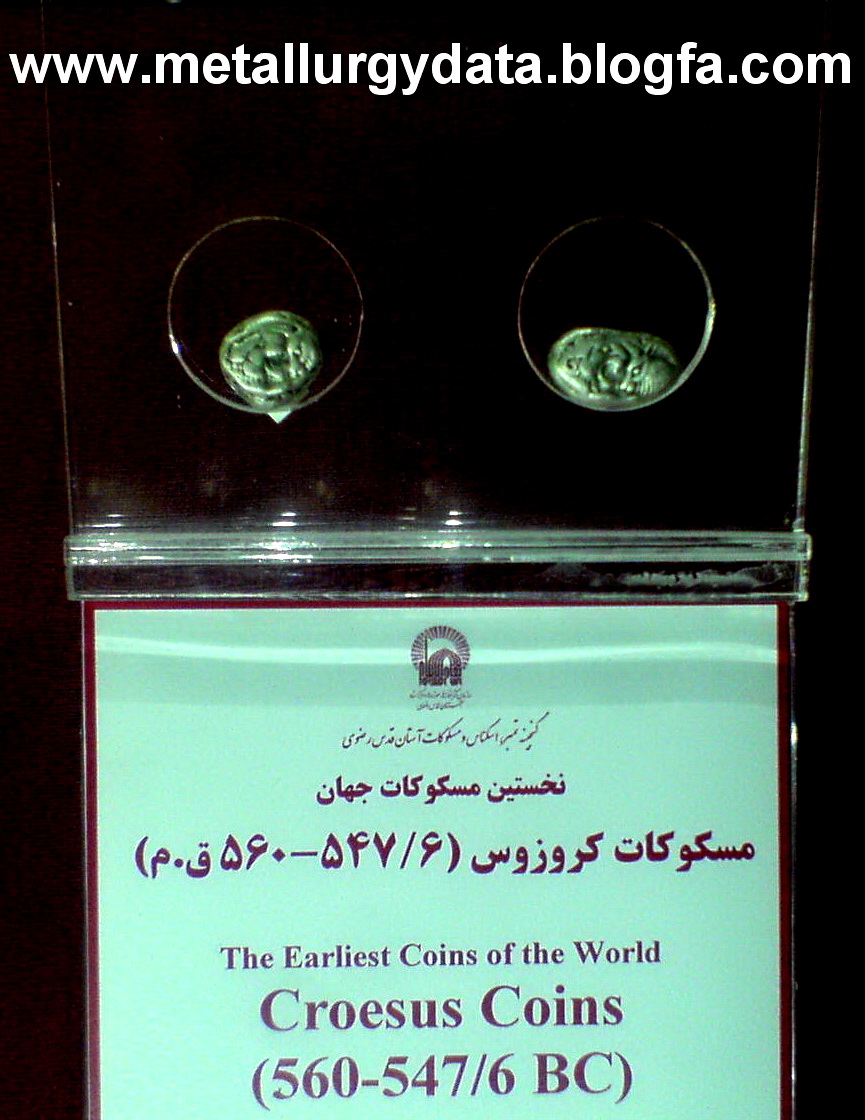 www.metallurgydata.blogfa.com
گنجینه تمبر، اسکناس و مسکوکات آستان قدس رضوی
نخستین مسکوکات جهان
مسکوکات کروزوس (۵۴۷/۶–۵۶۰ ق.م)
The Earliest Coins of the World
Croesus Coins
(560-547/6 BC)